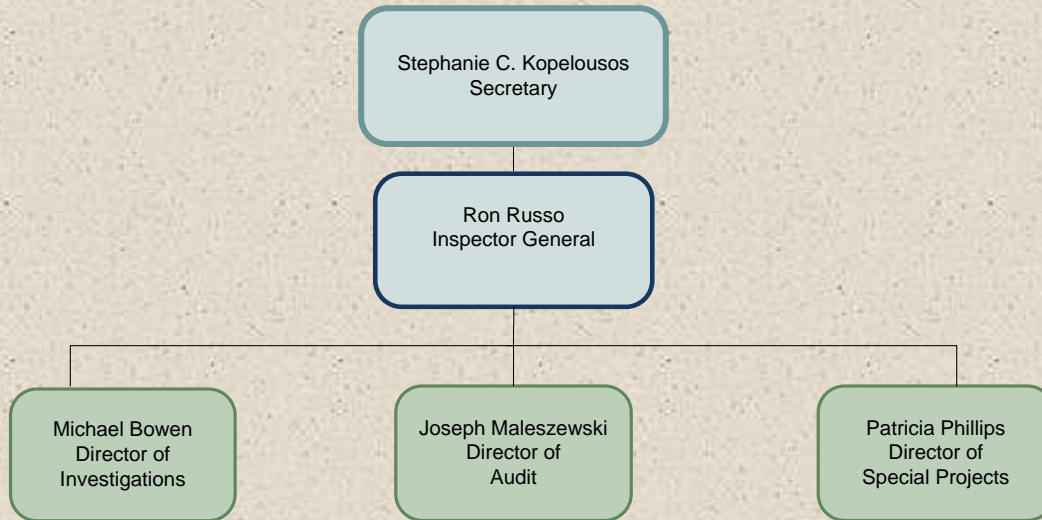 Stephanie C. Kopelousos
Secretary
Ron Russo
Inspector General
Michael Bowen
Director of
Investigations
Joseph Maleszewski
Director of
Audit
Patricia Phillips
Director of
Special Projects